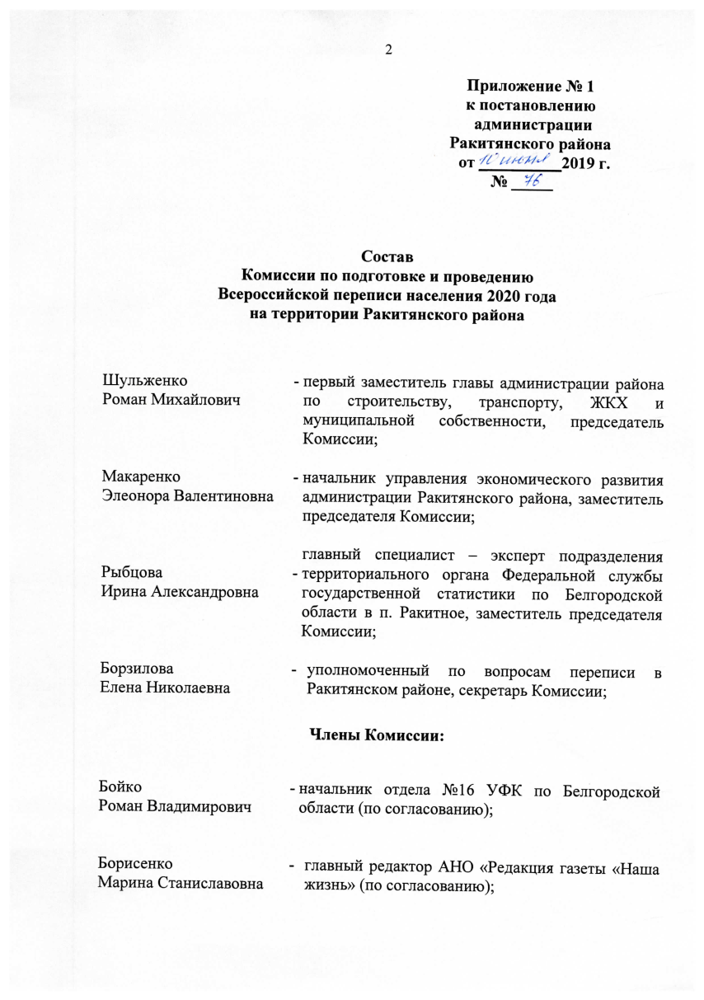 2
Приложение № 1
к постановлению
администрации
Ракитянского района
от 10 июня 2019 г.
№ 76
Состав
Комиссии по подготовке и проведению
Всероссийской переписи населения 2020 года
на территории Ракитянского района
Шульженко
Роман Михайлович
- первый заместитель главы администрации района
по строительству, транспорту, ЖКХ и
муниципальной собственности, председатель
Комиссии;
Макаренко
Элеонора Валентиновна
- начальник управления экономического развития
администрации Ракитянского района, заместитель
председателя Комиссии;
Рыбцова
Ирина Александровна
главный специалист – эксперт подразделения
- территориального органа Федеральной службы
государственной статистики по Белгородской
области в п. Ракитное, заместитель председателя
Комиссии;
Борзилова
Елена Николаевна
- уполномоченный по вопросам переписи в
Ракитянском районе, секретарь Комиссии;
Члены Комиссии:
Бойко
Роман Владимирович
- начальник отдела №16 УФК по Белгородской
области (по согласованию);
Борисенко
Марина Станиславовна
- главный редактор АНО «Редакция газеты «Наша
жизнь» (по согласованию);